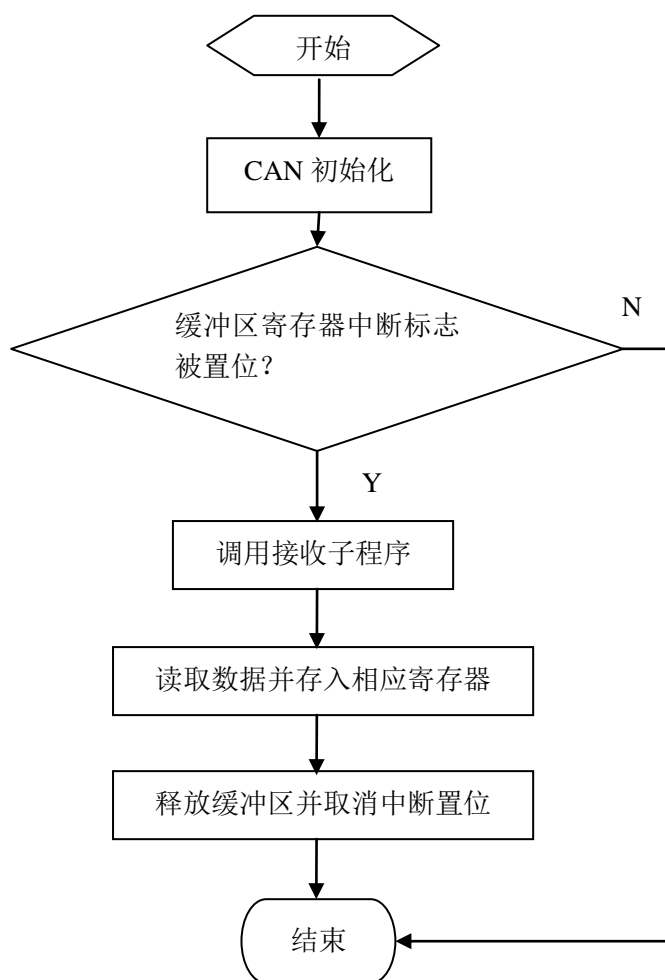 开始
CAN 初始化
缓冲区寄存器中断标志
被置位？
N
Y
调用接收子程序
读取数据并存入相应寄存器
释放缓冲区并取消中断置位
结束